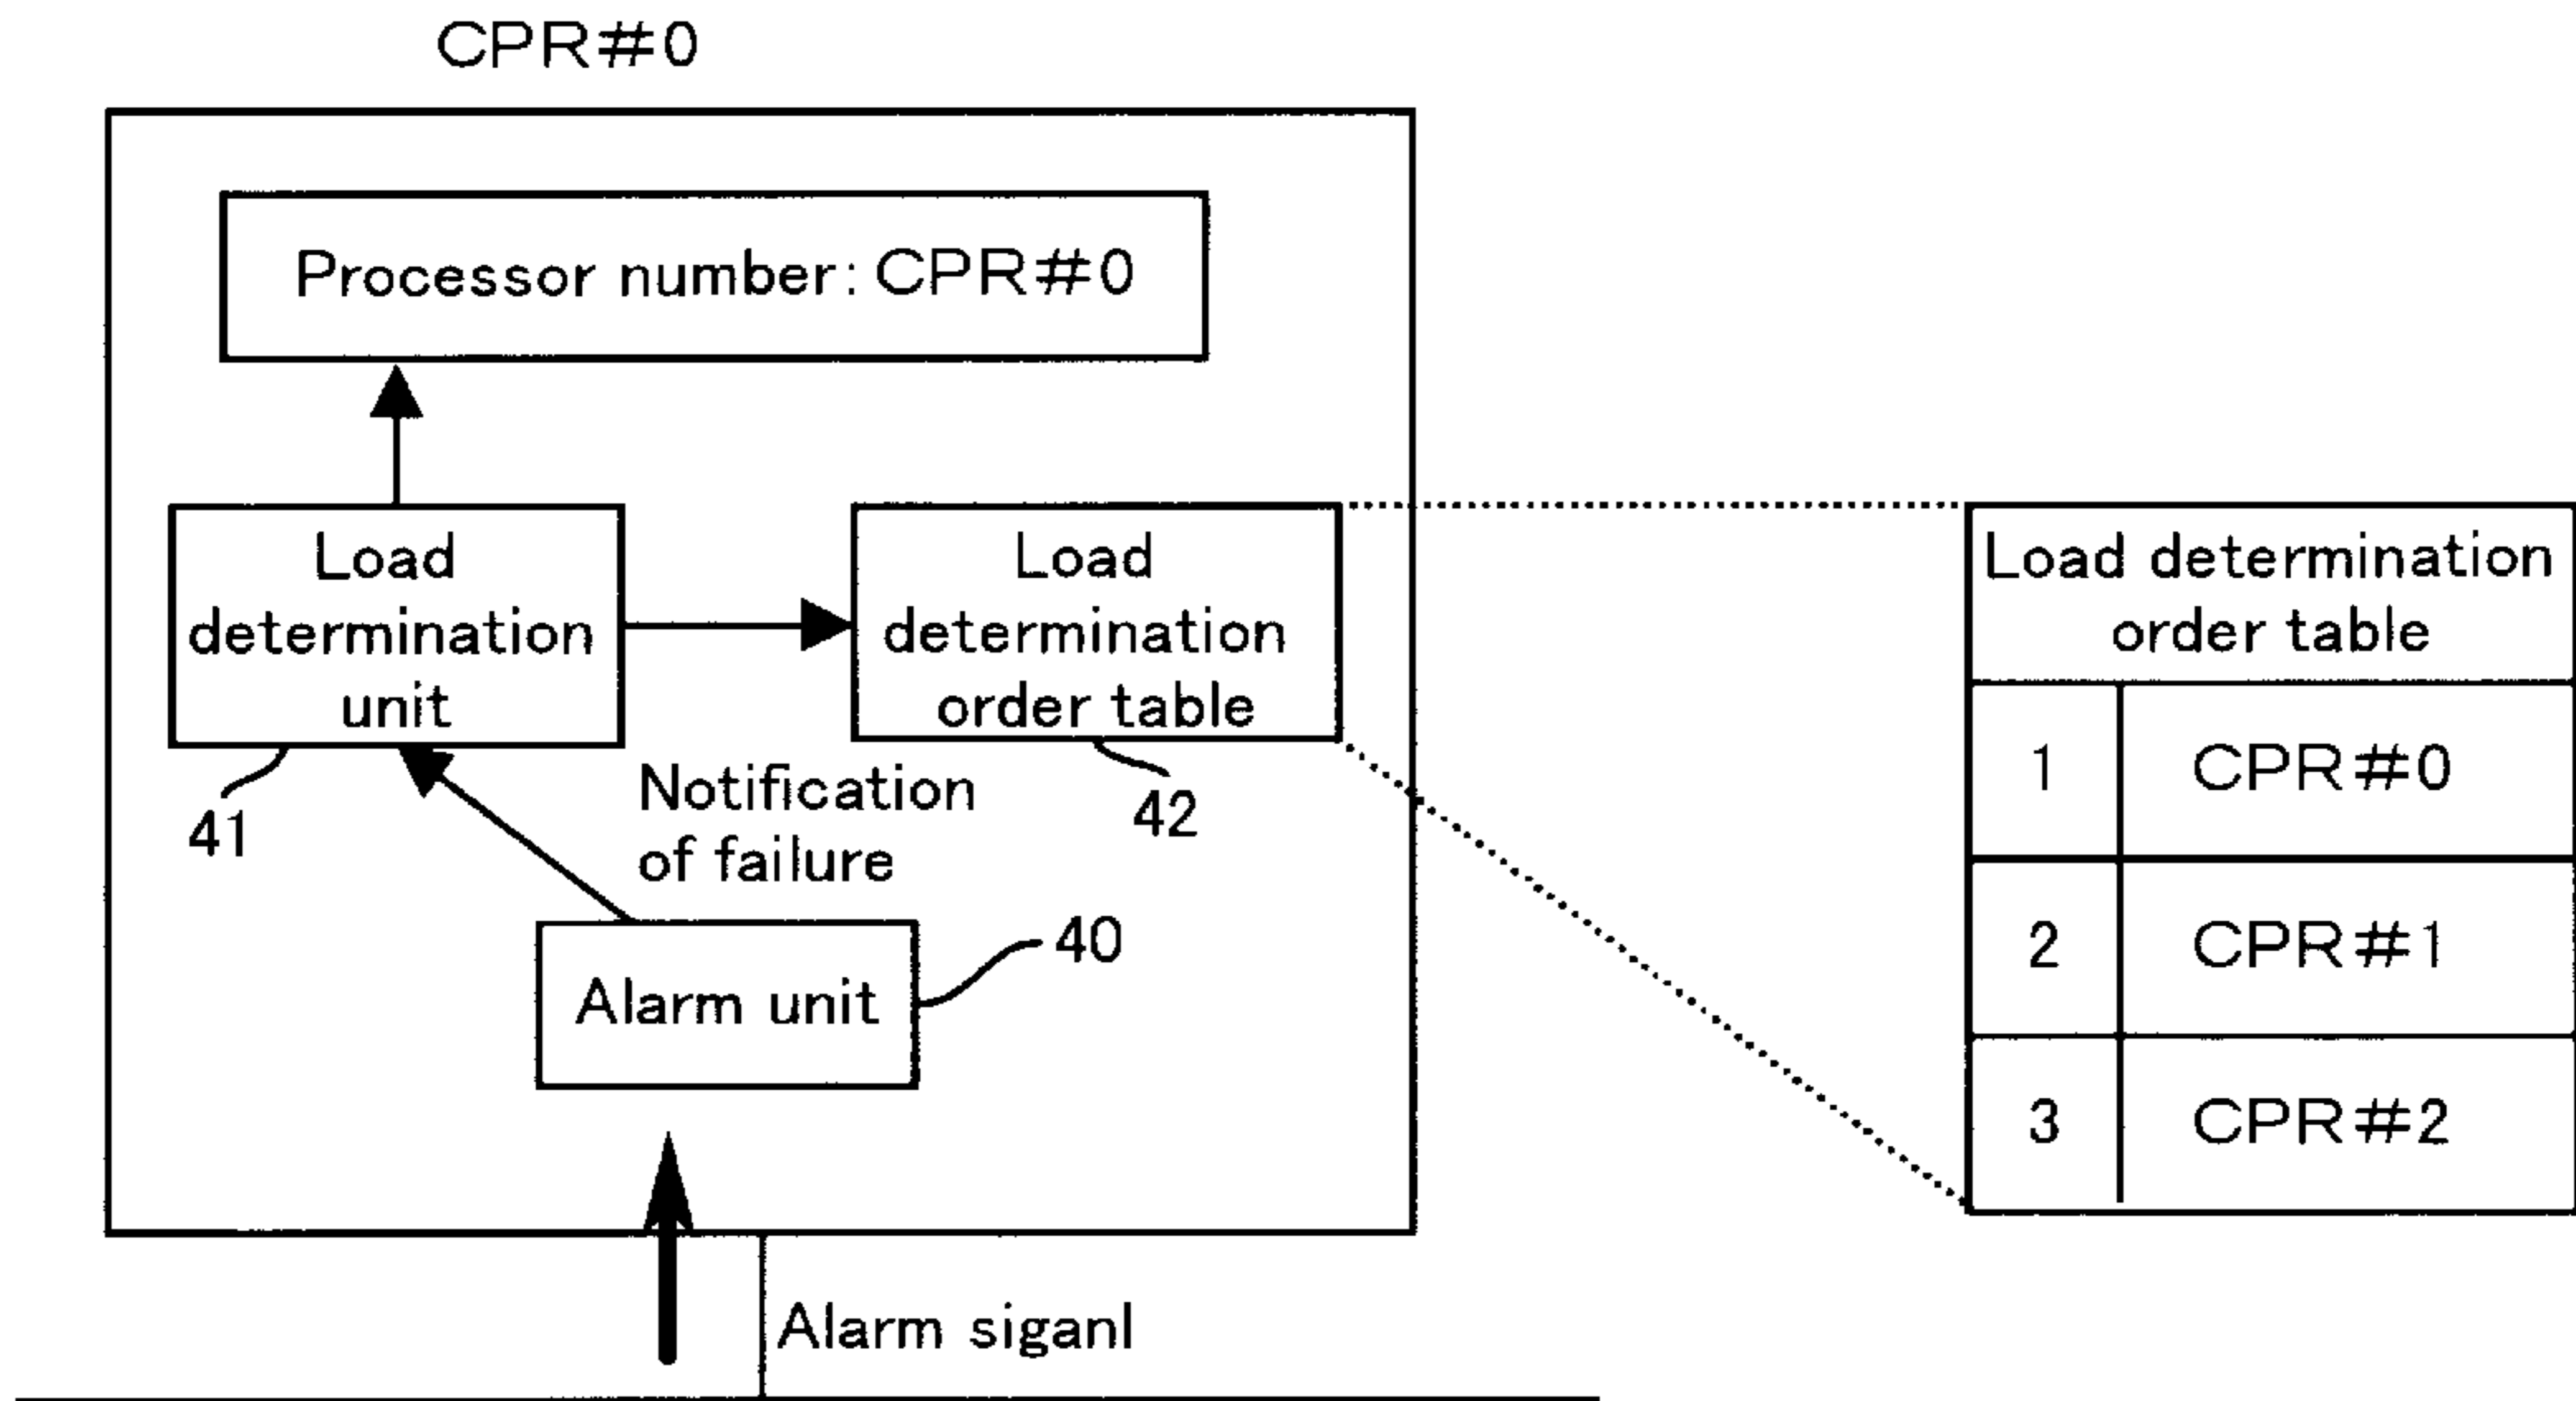 CPR#0
Processor number: CPR#0
Load
determination
unit
41
Load
determination
order table
42
Notification
of failure
Alarm unit
40
Alarm siganl
Load determination
order table
1 CPR#0
2 CPR#1
3 CPR#2